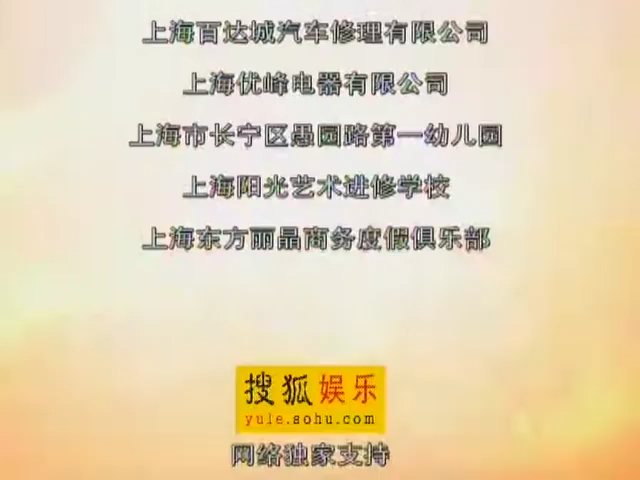 上海百达城汽车修理有限公司
上海优峰电器有限公司
上海市长宁区愚园路第一幼儿园
上海阳光艺术进修学校
上海东方丽晶商务度假俱乐部
搜狐娱乐
yule.sohu.com
网络独家支持